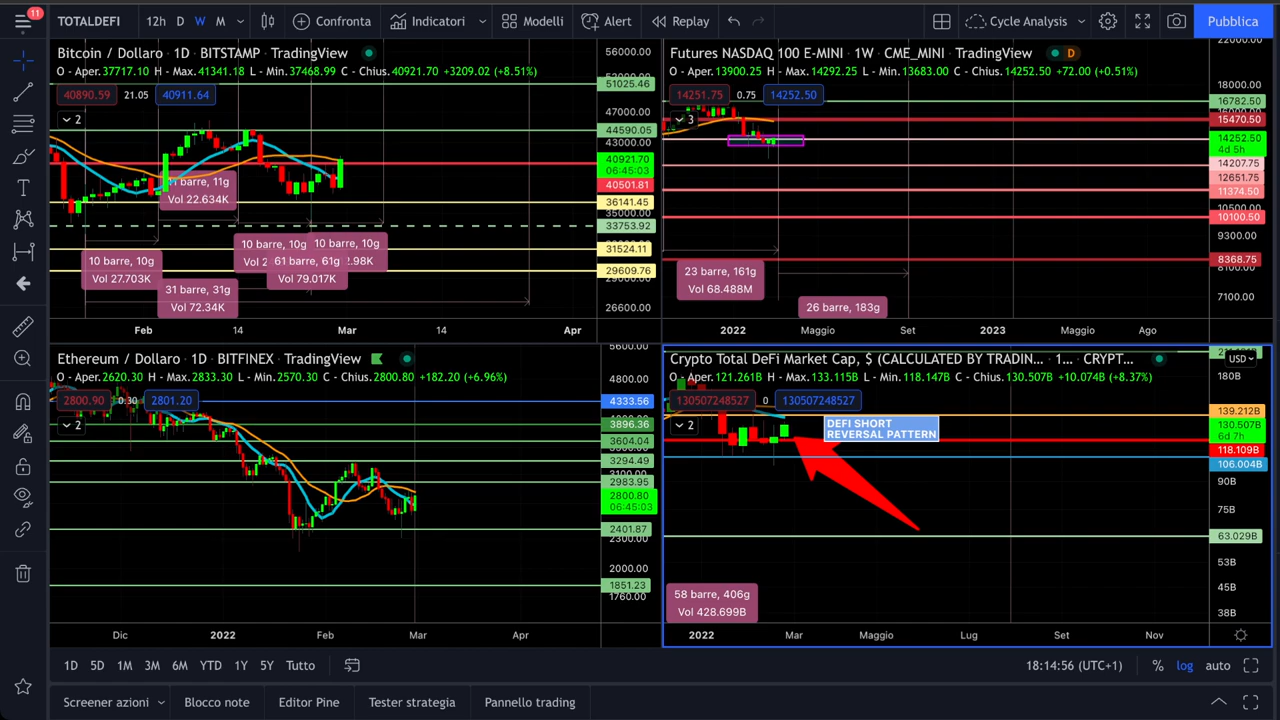 11
TOTALDEFI
12h D W M
Confronta
Indicatori
Modelli
Alert
Replay
Cycle Analysis
Pubblica
Bitcoin / Dollaro · 1D · BITSTAMP · TradingView
O - Aper.37717.10 H - Max.41341.18 L - Min.37468.99 C - Chius.40921.70 +3209.02 (+8.51%)
40890.59 21.05 40911.64
2
11g
Vol 22.634K
10 barre, 10g
Vol 27.703K
31 barre, 31g
Vol 72.34K
10 barre, 10g
61 barre, 61g
Vol 79.017K
10 barre, 10g
56000.00
51025.46
47000.00
44590.05
43000.00
40921.70
06:45:03
40501.81
36141.45
35000.00
33753.92
31524.11
29609.76
26600.00
Feb 14 Mar 14 Apr
Futures NASDAQ 100 E-MINI · 1W · CME_MINI · TradingView
D
O - Aper.13900.25 H - Max.14292.25 L - Min.13683.00 C - Chius.14252.50 +72.00 (+0.51%)
14251.75 0.75 14252.50
3
23 barre, 161g
Vol 68.488M
26 barre, 183g
22000.00
18000.00
16782.50
15470.50
14252.50
4d 5h
14207.75
12651.75
11374.50
10500.00
10100.50
9300.00
8368.75
8100.00
7100.00
2022 Maggio Set 2023 Maggio Ago
Ethereum / Dollaro · 1D · BITFINEX · TradingView
O - Aper.2620.30 H - Max.2833.30 L - Min.2570.30 C - Chius.2800.80 +182.20 (+6.96%)
2800.90 0.30 2801.20
2
5600.00
4800.00
4333.56
3896.36
3604.04
3294.49
3100.00
2983.95
2800.80
06:45:03
2401.87
2300.00
2000.00
1851.23
1760.00
Dic 2022 Feb Mar Apr
Crypto Total DeFi Market Cap, $ (CALCULATED BY TRADIN... · 1... · CRYPT...
O - Aper.121.261B H - Max.133.115B L - Min.118.147B C - Chius.130.507B +10.074B (+8.37%)
130507248527 0 130507248527
2
DEFI SHORT
REVERSAL PATTERN
58 barre, 406g
Vol 428.699B
USD
180B
139.212B
130.507B
6d 7h
118.109B
106.004B
90B
75B
63.029B
53B
45B
38B
2022 Mar Maggio Lug Set Nov
1D 5D 1M 3M 6M YTD 1Y 5Y Tutto
18:14:56 (UTC+1) % log auto
Screener azioni
Blocco note
Editor Pine
Tester strategia
Pannello trading